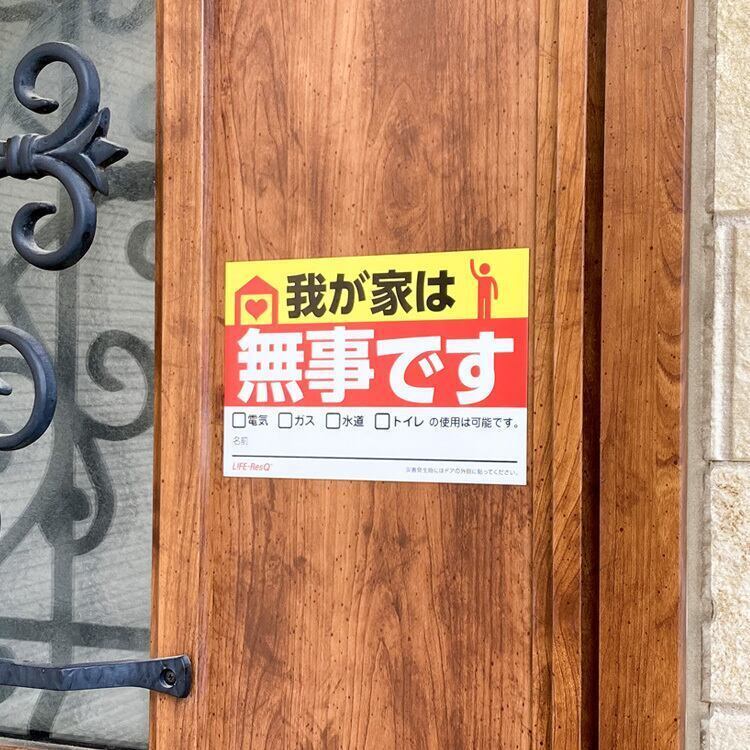 我が家は
無事です
□電気 □ガス □水道 □トイレ の使用は可能です。
名前
LIFE-ResQ
災害発生時にはドアの外側に貼ってください。